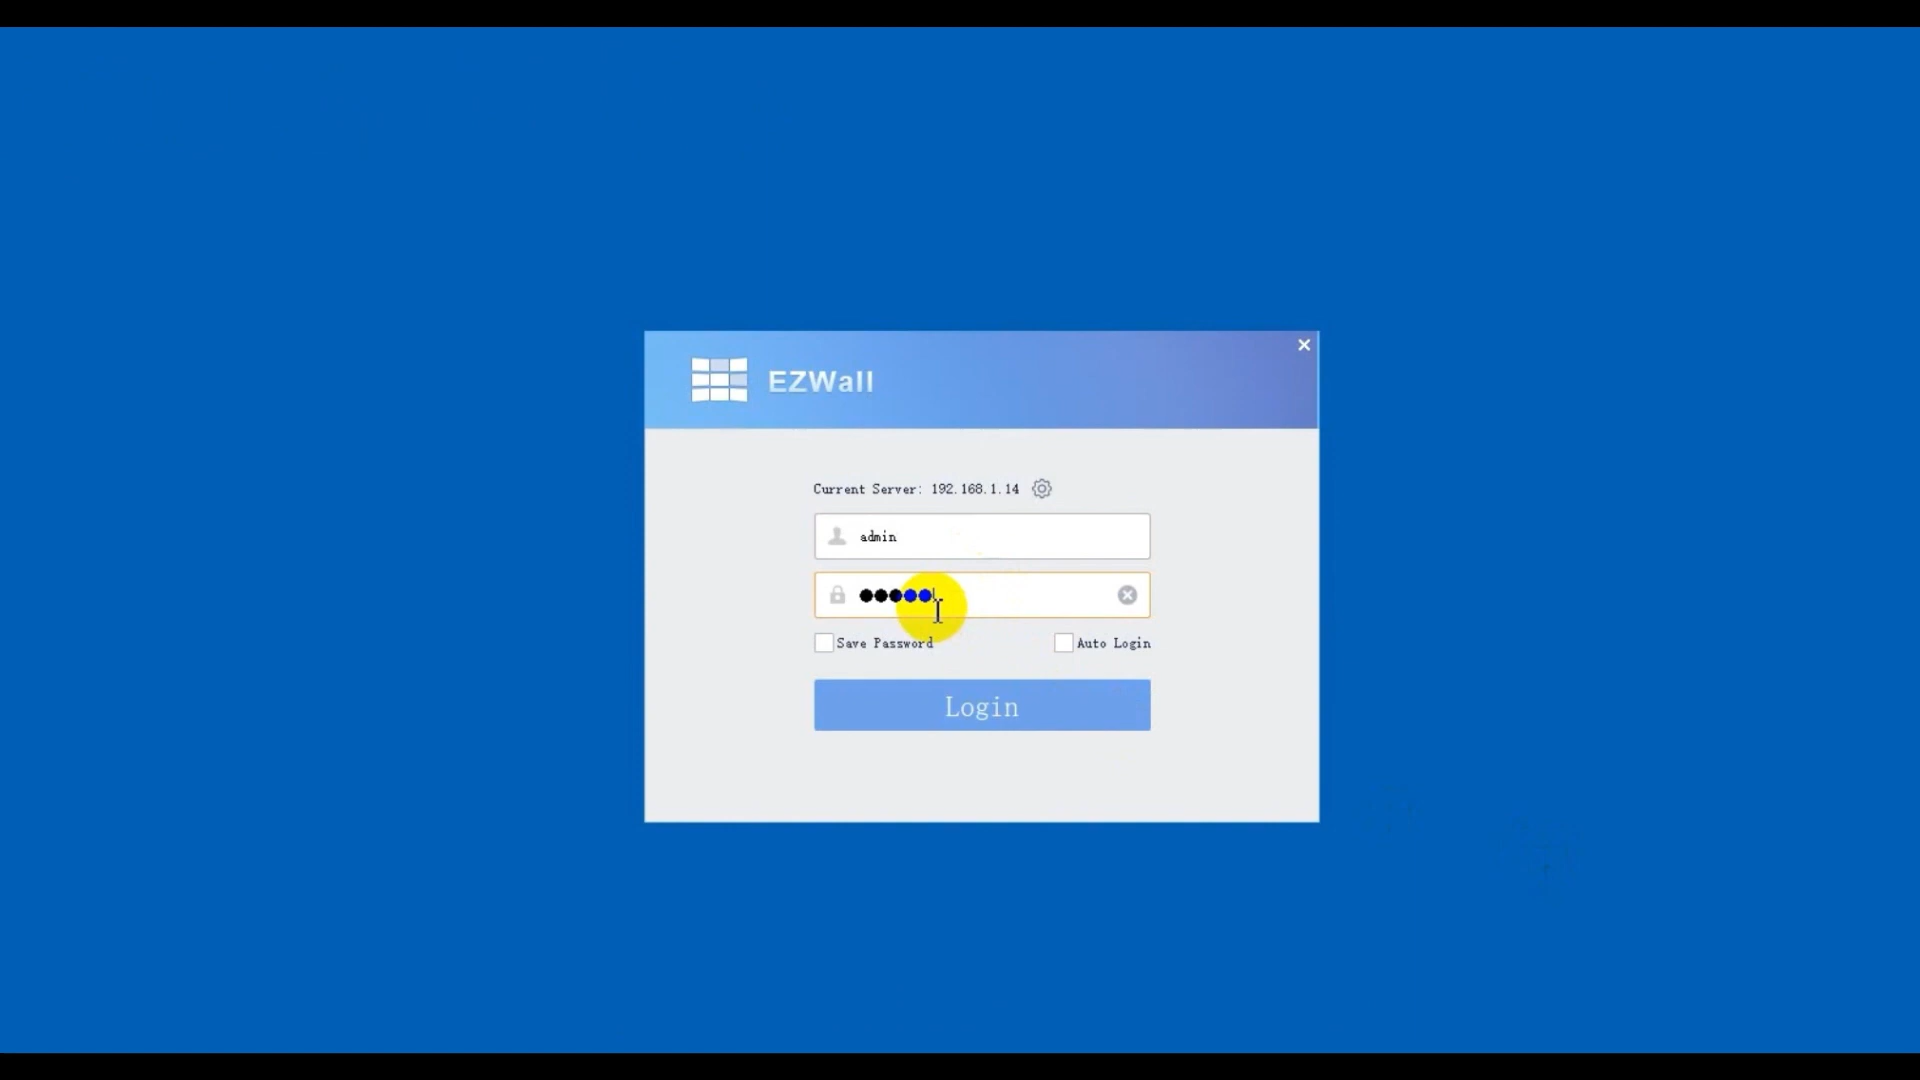 EZWall
Current Server: 192.168.1.14
admin
●●●●●
Save Password
Auto Login
Login